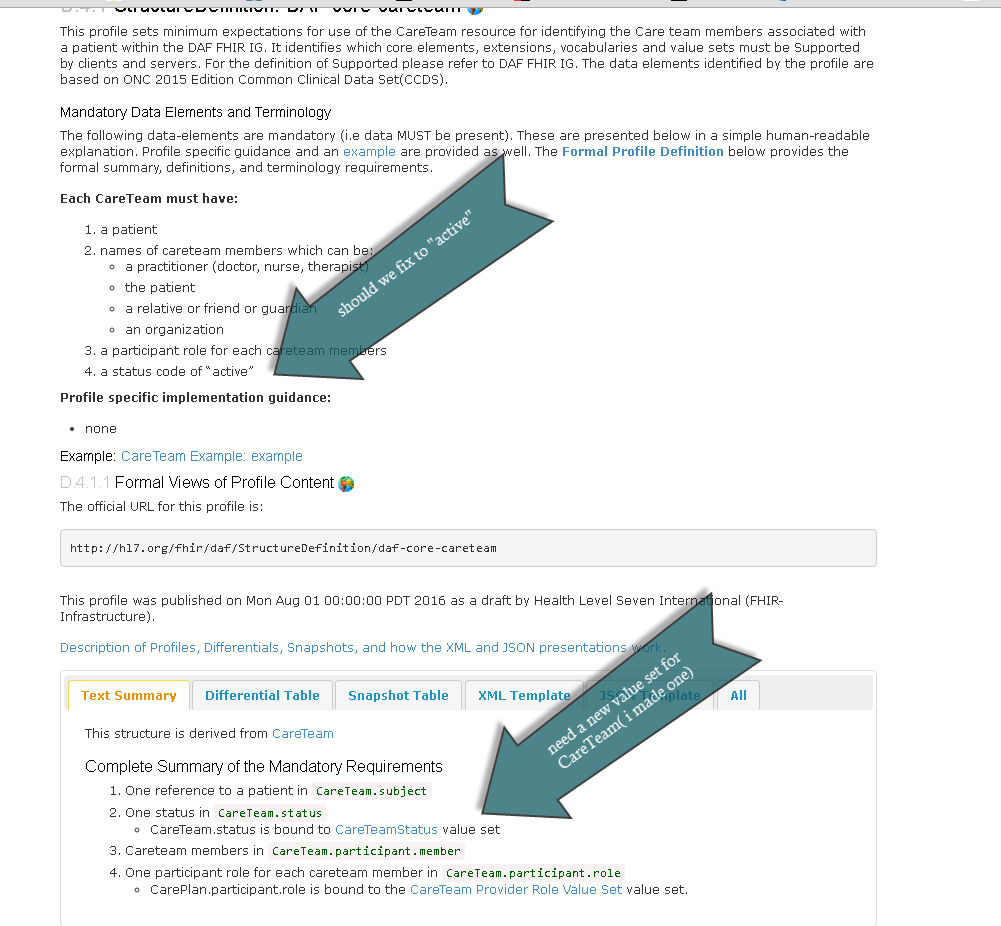 D.4.1 StructureDefinition: DAF-core-careteam
This profile sets minimum expectations for use of the CareTeam resource for identifying the Care team members associated with
a patient within the DAF FHIR IG. It identifies which core elements, extensions, vocabularies and value sets must be Supported
by clients and servers. For the definition of Supported please refer to DAF FHIR IG. The data elements identified by the profile are
based on ONC 2015 Edition Common Clinical Data Set(CCDS).
Mandatory Data Elements and Terminology
The following data-elements are mandatory (i.e data MUST be present). These are presented below in a simple human-readable
explanation. Profile specific guidance and an example are provided as well. The Formal Profile Definition below provides the
formal summary, definitions, and terminology requirements.
Each CareTeam must have:
1. a patient
2. names of careteam members which can be:
a practitioner (doctor, nurse, therapist)
the patient
a relative or friend or guardian
an organization
3. a participant role for each careteam members
4. a status code of “active”
should we fix to "active"
Profile specific implementation guidance:
none
Example: CareTeam Example: example
D.4.1.1 Formal Views of Profile Content
The official URL for this profile is:
http://hl7.org/fhir/daf/StructureDefinition/daf-core-careteam
This profile was published on Mon Aug 01 00:00:00 PDT 2016 as a draft by Health Level Seven International (FHIR-
Infrastructure).
Description of Profiles, Differentials, Snapshots, and how the XML and JSON presentations work.
Text Summary Differential Table Snapshot Table XML Template JSON Template All
need a new value set for
CareTeam( i made one)
This structure is derived from CareTeam
Complete Summary of the Mandatory Requirements
1. One reference to a patient in CareTeam.subject
2. One status in CareTeam.status
CareTeam.status is bound to CareTeamStatus value set
3. Careteam members in CareTeam.participant.member
4. One participant role for each careteam member in CareTeam.participant.role
CarePlan.participant.role is bound to the CareTeam Provider Role Value Set value set.